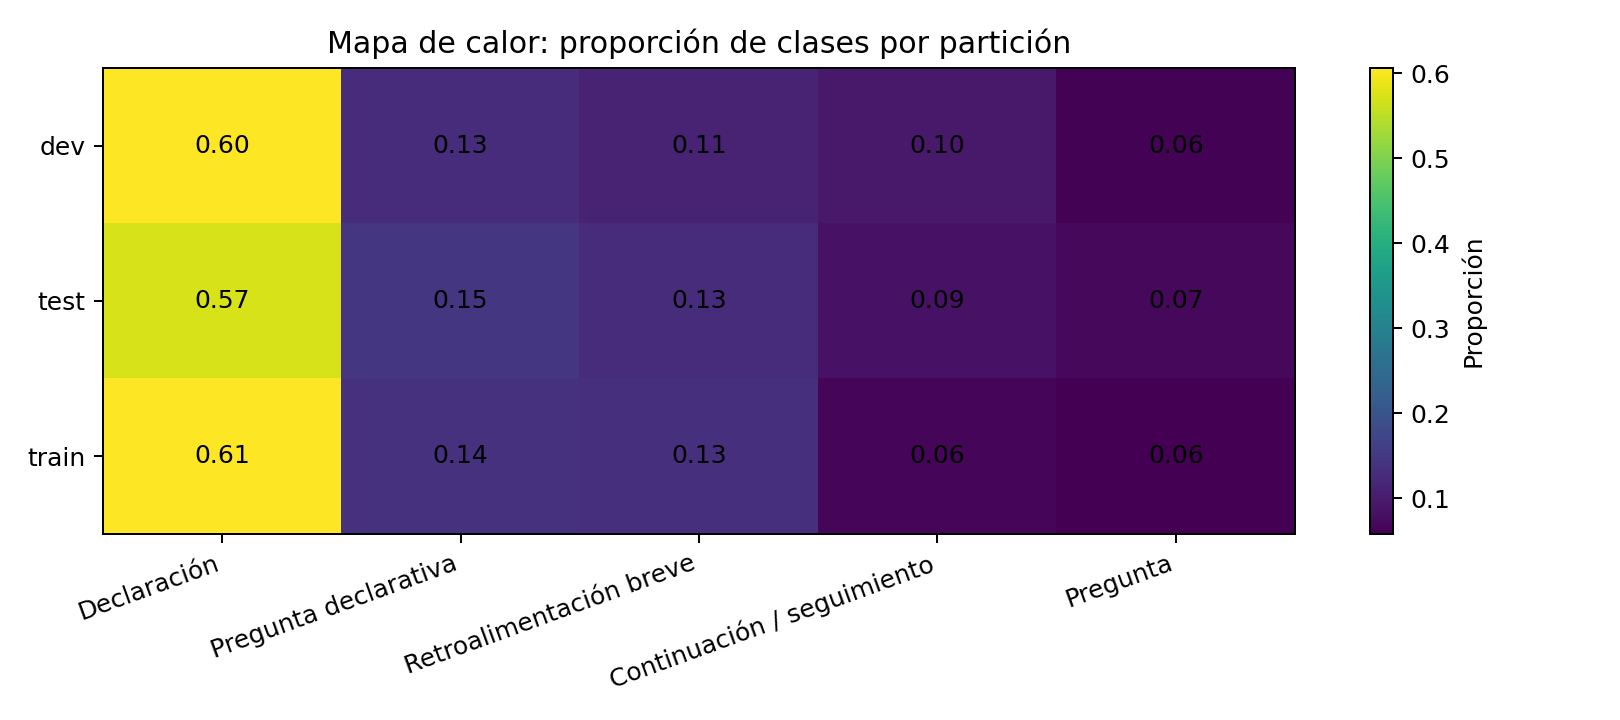 Mapa de calor: proporción de clases por partición
dev 0.60 0.13 0.11 0.10 0.06
test 0.57 0.15 0.13 0.09 0.07
train 0.61 0.14 0.13 0.06 0.06
Declaración
Pregunta declarativa
Retroalimentación breve
Continuación / seguimiento
Pregunta
0.6
0.5
0.4
0.3
0.2
0.1
Proporción